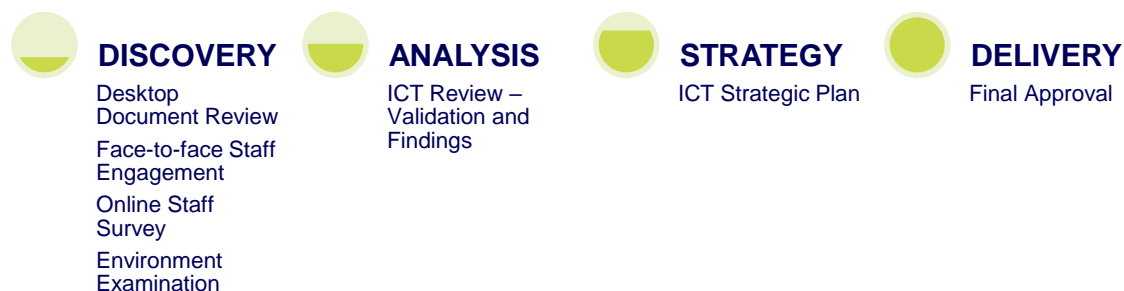 DISCOVERY
Desktop
Document Review
Face-to-face Staff
Engagement
Online Staff
Survey
Environment
Examination
ANALYSIS
ICT Review –
Validation and
Findings
STRATEGY
ICT Strategic Plan
DELIVERY
Final Approval